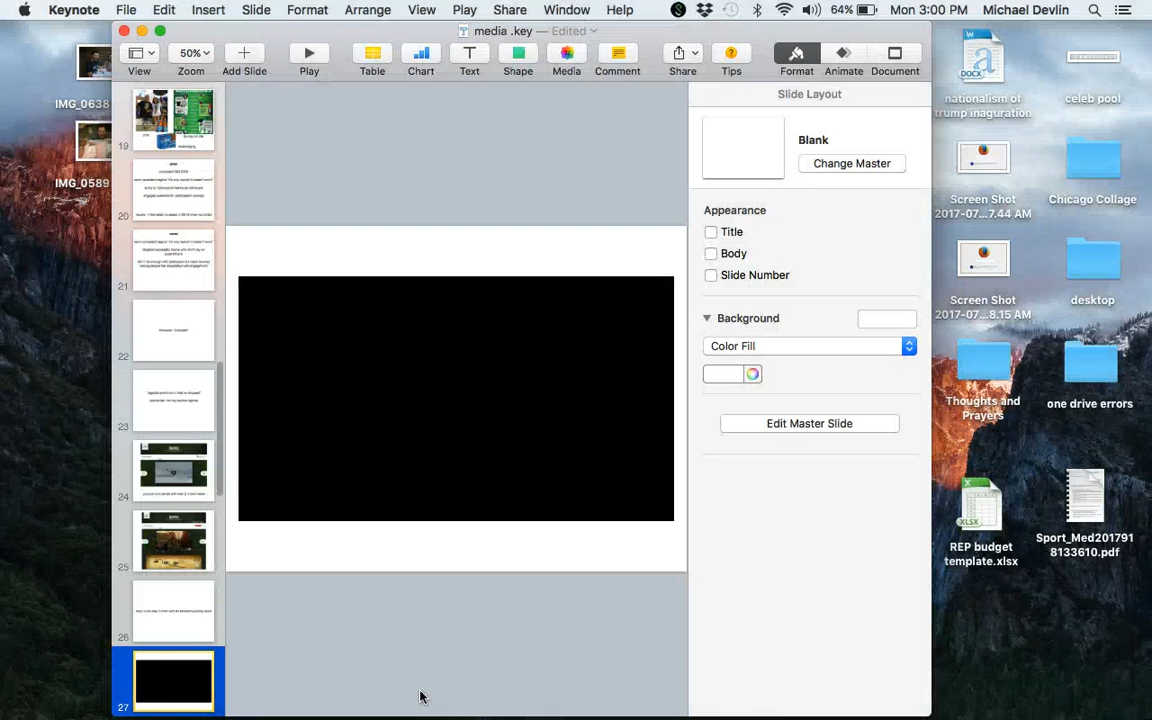 Keynote File Edit Insert Slide Format Arrange View Play Share Window Help 64% Mon 3:00 PM Michael Devlin
media .key — Edited
50%
View Zoom Add Slide Play Table Chart Text Shape Media Comment Share Tips Format Animate Document
IMG_0638
IMG_0589
19
20
21
22
23
24
25
26
27
Slide Layout
Blank
Change Master
Appearance
Title
Body
Slide Number
Background
Color Fill
Edit Master Slide
DOCX
nationalism of
trump inaguration
celeb pool
Screen Shot
2017-07...7.44 AM
Chicago Collage
Screen Shot
2017-07...8.15 AM
desktop
Thoughts and
Prayers
one drive errors
XLSX
REP budget
template.xlsx
Sport_Med201791
8133610.pdf